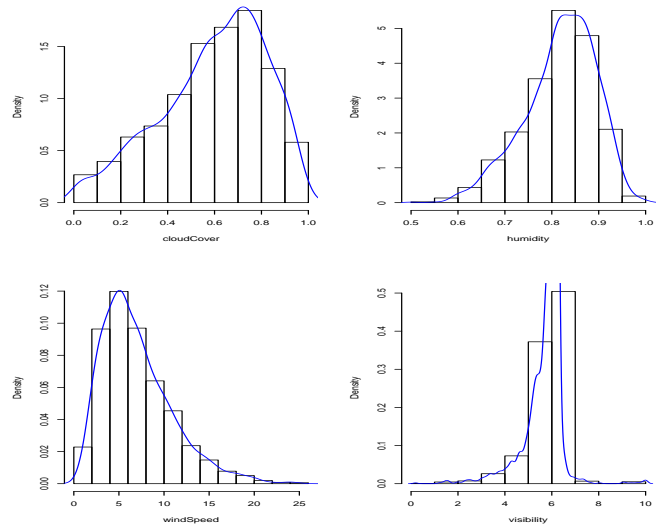 Density
0.0 0.5 1.0 1.5
0.0 0.2 0.4 0.6 0.8 1.0
cloudCover
Density
0 1 2 3 4 5
0.5 0.6 0.7 0.8 0.9 1.0
humidity
Density
0.00 0.02 0.04 0.06 0.08 0.10 0.12
0 5 10 15 20 25
windSpeed
Density
0.0 0.1 0.2 0.3 0.4 0.5
0 2 4 6 8 10
visibility